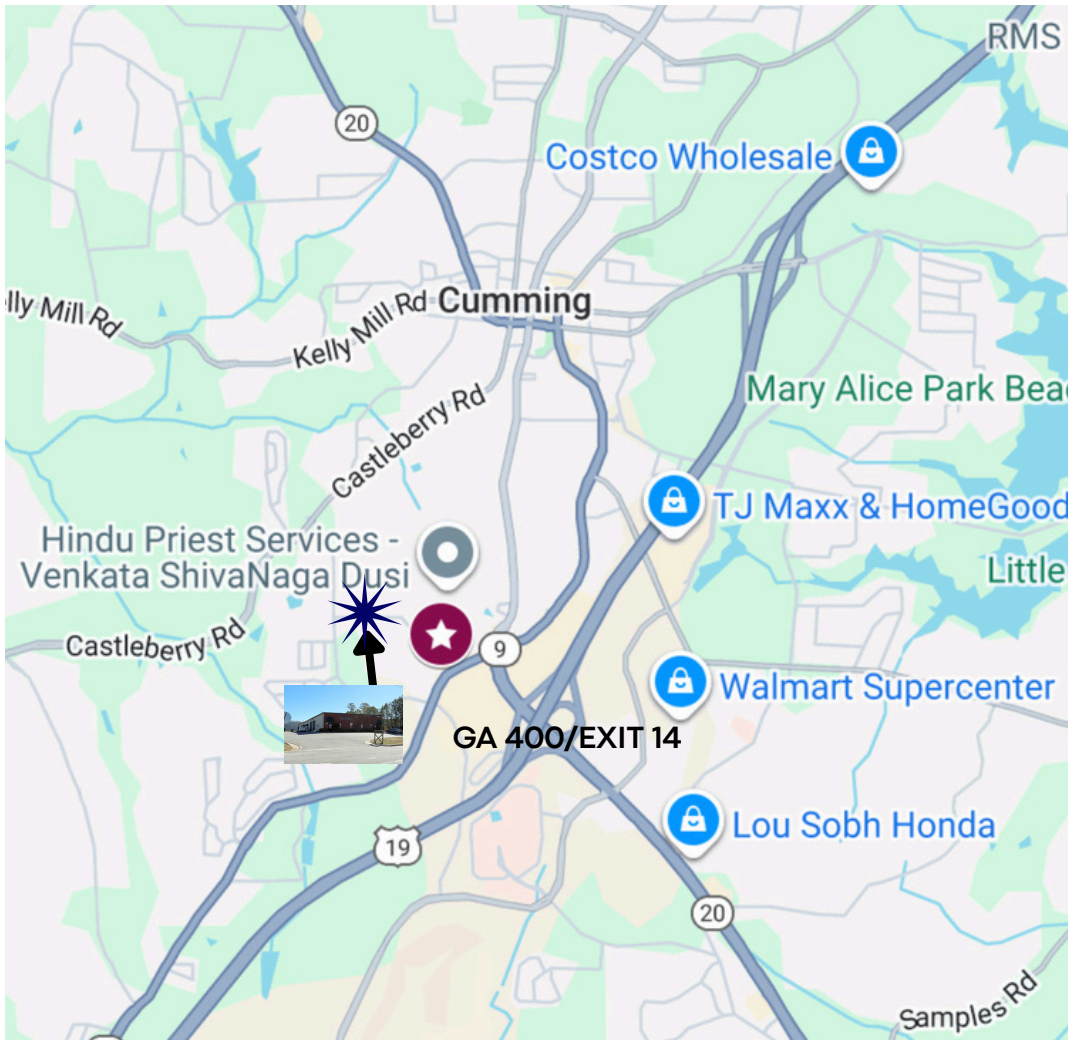 RMS
20
Costco Wholesale
lly Mill Rd
Kelly Mill Rd
Cumming
Mary Alice Park Bea
Castleberry Rd
TJ Maxx & HomeGood
Hindu Priest Services -
Venkata ShivaNaga Dusi
Little
Castleberry Rd
9
Walmart Supercenter
GA 400/EXIT 14
Lou Sobh Honda
19
20
Samples Rd